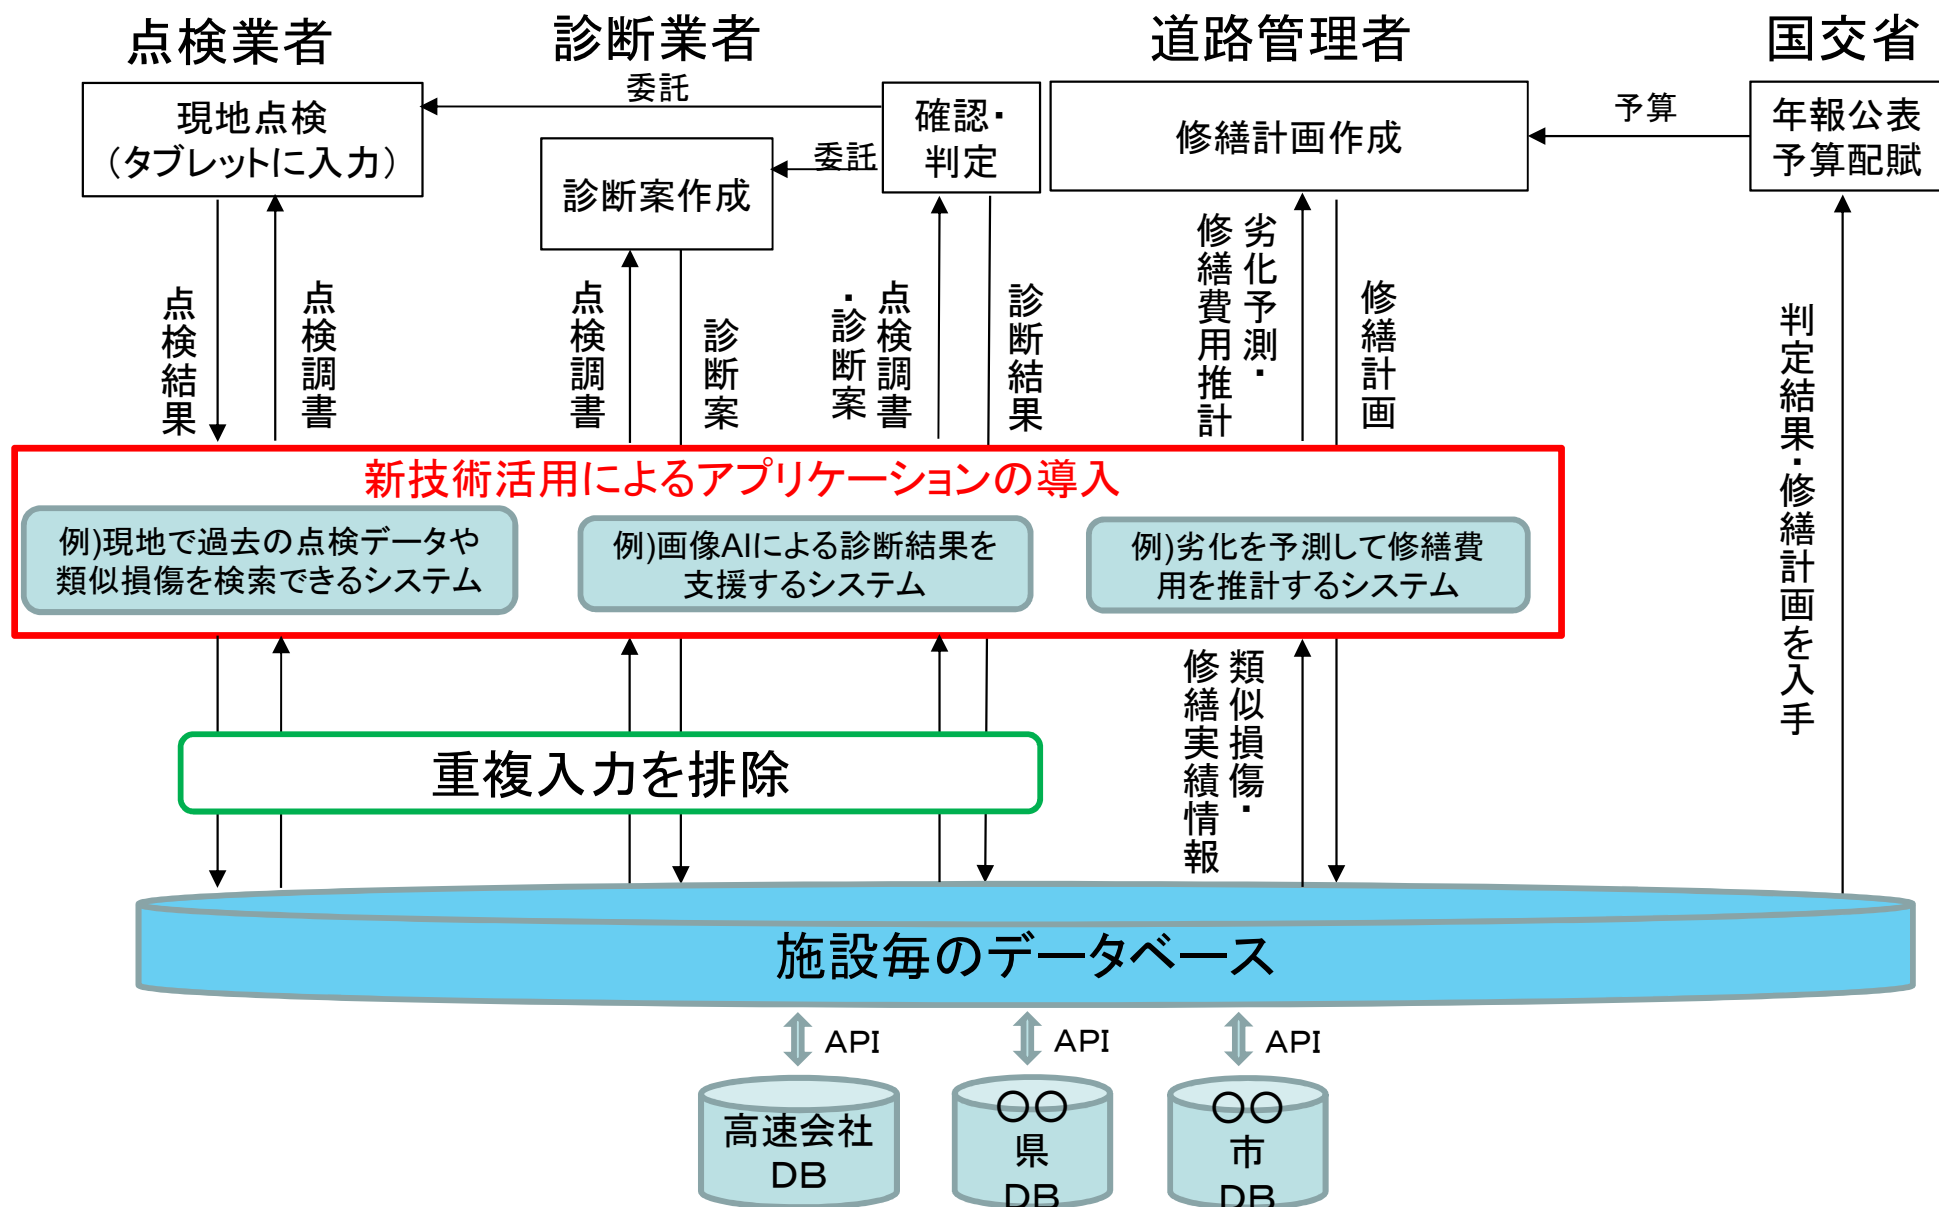 点検業者
診断業者
道路管理者
国交省
現地点検
（タブレットに入力）
委託
診断案作成
委託
確認・
判定
修繕計画作成
予算
年報公表
予算配賦
点検結果
点検調書
点検調書
診断案
点検調書
・診断案
診断結果
劣化予測・
修繕費用推計
修繕計画
判定結果・修繕計画を入手
新技術活用によるアプリケーションの導入
例)現地で過去の点検データや
類似損傷を検索できるシステム
例)画像AIによる診断結果を
支援するシステム
例)劣化を予測して修繕費
用を推計するシステム
類似損傷・
修繕実績情報
重複入力を排除
施設毎のデータベース
API
API
API
高速会社
DB
○○
県
DB
○○
市
DB